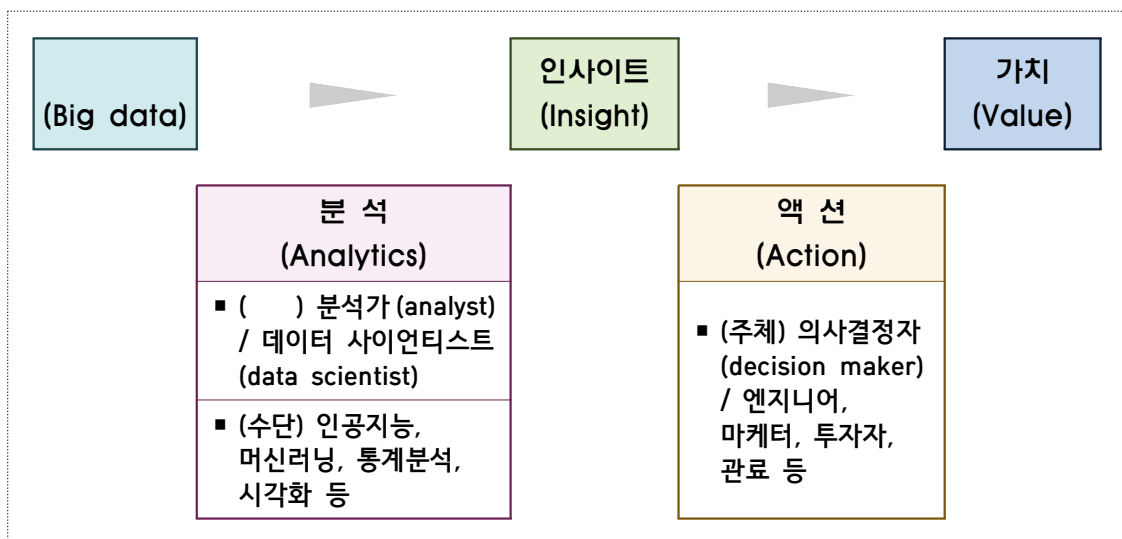 (Big data)
인사이트
(Insight)
가치
(Value)
분 석
(Analytics)
▪ (    ) 분석가(analyst)
/ 데이터 사이언티스트
(data scientist)
▪ (수단) 인공지능,
머신러닝, 통계분석,
시각화 등
액 션
(Action)
▪ (주체) 의사결정자
(decision maker)
/ 엔지니어,
마케터, 투자자,
관료 등